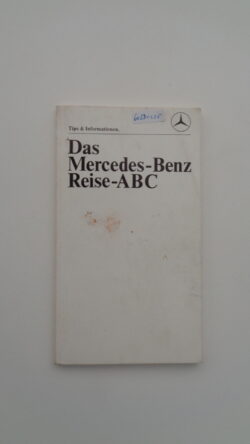 Tips & Informationen.
Das
Mercedes-Benz
Reise-ABC